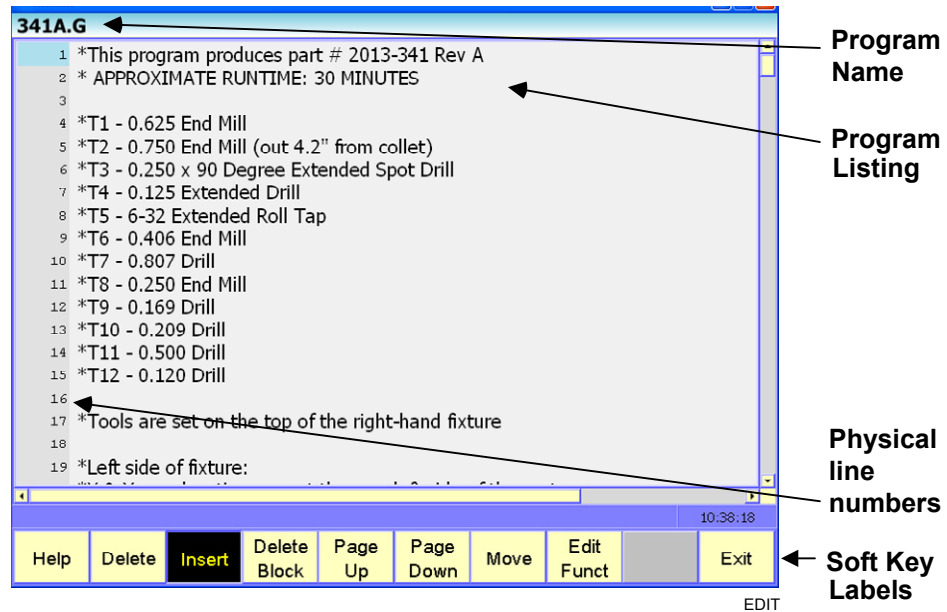 341A.G
1 *This program produces part # 2013-341 Rev A
2 * APPROXIMATE RUNTIME: 30 MINUTES
3
4 *T1 - 0.625 End Mill
5 *T2 - 0.750 End Mill (out 4.2" from collet)
6 *T3 - 0.250 x 90 Degree Extended Spot Drill
7 *T4 - 0.125 Extended Drill
8 *T5 - 6-32 Extended Roll Tap
9 *T6 - 0.406 End Mill
10 *T7 - 0.807 Drill
11 *T8 - 0.250 End Mill
12 *T9 - 0.169 Drill
13 *T10 - 0.209 Drill
14 *T11 - 0.500 Drill
15 *T12 - 0.120 Drill
16
17 *Tools are set on the top of the right-hand fixture
18
19 *Left side of fixture:
10:38:18
Help Delete Insert Delete Block Page Up Page Down Move Edit Funct Exit
Program
Name
Program
Listing
Physical
line
numbers
Soft Key
Labels
EDIT